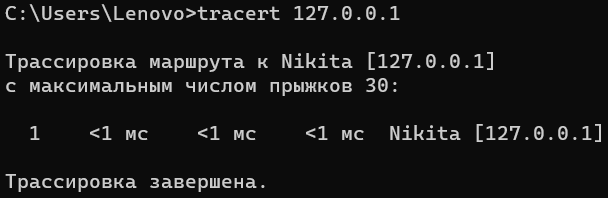 C:\Users\Lenovo>tracert 127.0.0.1
Трассировка маршрута к Nikita [127.0.0.1]
с максимальным числом прыжков 30:
1 <1 мс <1 мс <1 мс Nikita [127.0.0.1]
Трассировка завершена.